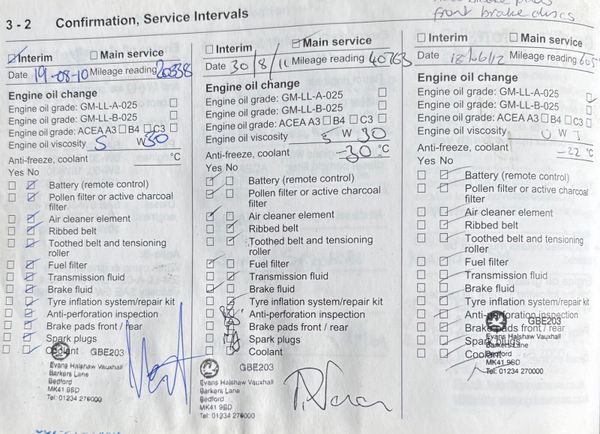 3 - 2 Confirmation, Service Intervals
front brake discs
Interim Main service
Date 19-08-10 Mileage reading 20338
Engine oil change
Engine oil grade: GM-LL-A-025
Engine oil grade: GM-LL-B-025
Engine oil grade: ACEA A3 B4 C3
Engine oil viscosity 5 W 30
Anti-freeze, coolant °C
Yes No
Battery (remote control)
Pollen filter or active charcoal
filter
Air cleaner element
Ribbed belt
Toothed belt and tensioning
roller
Fuel filter
Transmission fluid
Brake fluid
Tyre inflation system/repair kit
Anti-perforation inspection
Brake pads front / rear
Spark plugs
Coolant GBE203
Evans Halshaw Vauxhall
Barkers Lane
Bedford
MK41 9SD
Tel: 01234 270000
Interim Main service
Date 30/8/11 Mileage reading 40763
Engine oil change
Engine oil grade: GM-LL-A-025
Engine oil grade: GM-LL-B-025
Engine oil grade: ACEA A3 B4 C3
Engine oil viscosity 5 W 30
Anti-freeze, coolant -30 °C
Yes No
Battery (remote control)
Pollen filter or active charcoal
filter
Air cleaner element
Ribbed belt
Toothed belt and tensioning
roller
Fuel filter
Transmission fluid
Brake fluid
Tyre inflation system/repair kit
Anti-perforation inspection
Brake pads front / rear
Spark plugs
Coolant
GBE203
Evans Halshaw Vauxhall
Barkers Lane
Bedford
MK41 9SD
Tel: 01234 270000
Interim Main service
Date Mileage reading
Engine oil change
Engine oil grade: GM-LL-A-025
Engine oil grade: GM-LL-B-025
Engine oil grade: ACEA A3 B4 C3
Engine oil viscosity W
Anti-freeze, coolant -22 °C
Yes No
Battery (remote control)
Pollen filter or active charcoal
filter
Air cleaner element
Ribbed belt
Toothed belt and tensioning
roller
Fuel filter
Transmission fluid
Brake fluid
Tyre inflation system/repair kit
Anti-perforation inspection
GBE203
Brake pads front / rear
Evans Halshaw Vauxhall
Spark plugs
Barkers Lane
Coolant
Bedford
MK41 9SD
Tel: 01234 270000